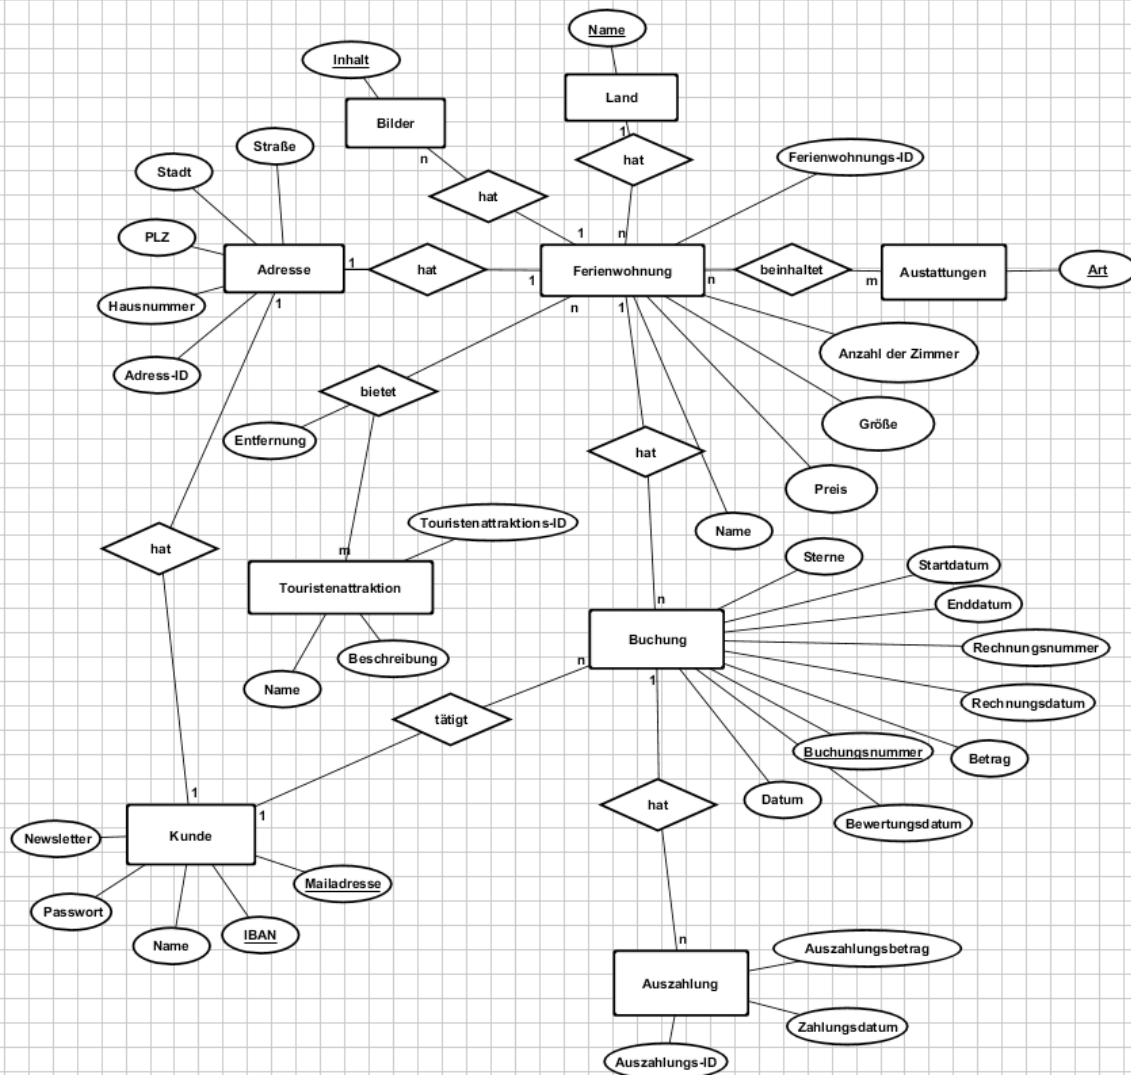 Name
Inhalt
Land
Bilder
1
hat
n
Straße
Ferienwohnungs-ID
Stadt
hat
PLZ
1
n
Adresse
1
hat
1
Ferienwohnung
n
beinhaltet
m
Austattungen
Art
Hausnummer
1
n
1
Adress-ID
Anzahl der Zimmer
bietet
Größe
Entfernung
hat
Preis
Touristenattraktions-ID
Name
hat
m
Sterne
Startdatum
Touristenattraktion
n
Enddatum
Buchung
Rechnungsnummer
Beschreibung
n
1
Name
Rechnungsdatum
tätigt
Buchungsnummer
Betrag
1
hat
Datum
1
Bewertungsdatum
Newsletter
Kunde
Mailadresse
Passwort
Name
IBAN
n
Auszahlungsbetrag
Auszahlung
Zahlungsdatum
Auszahlungs-ID